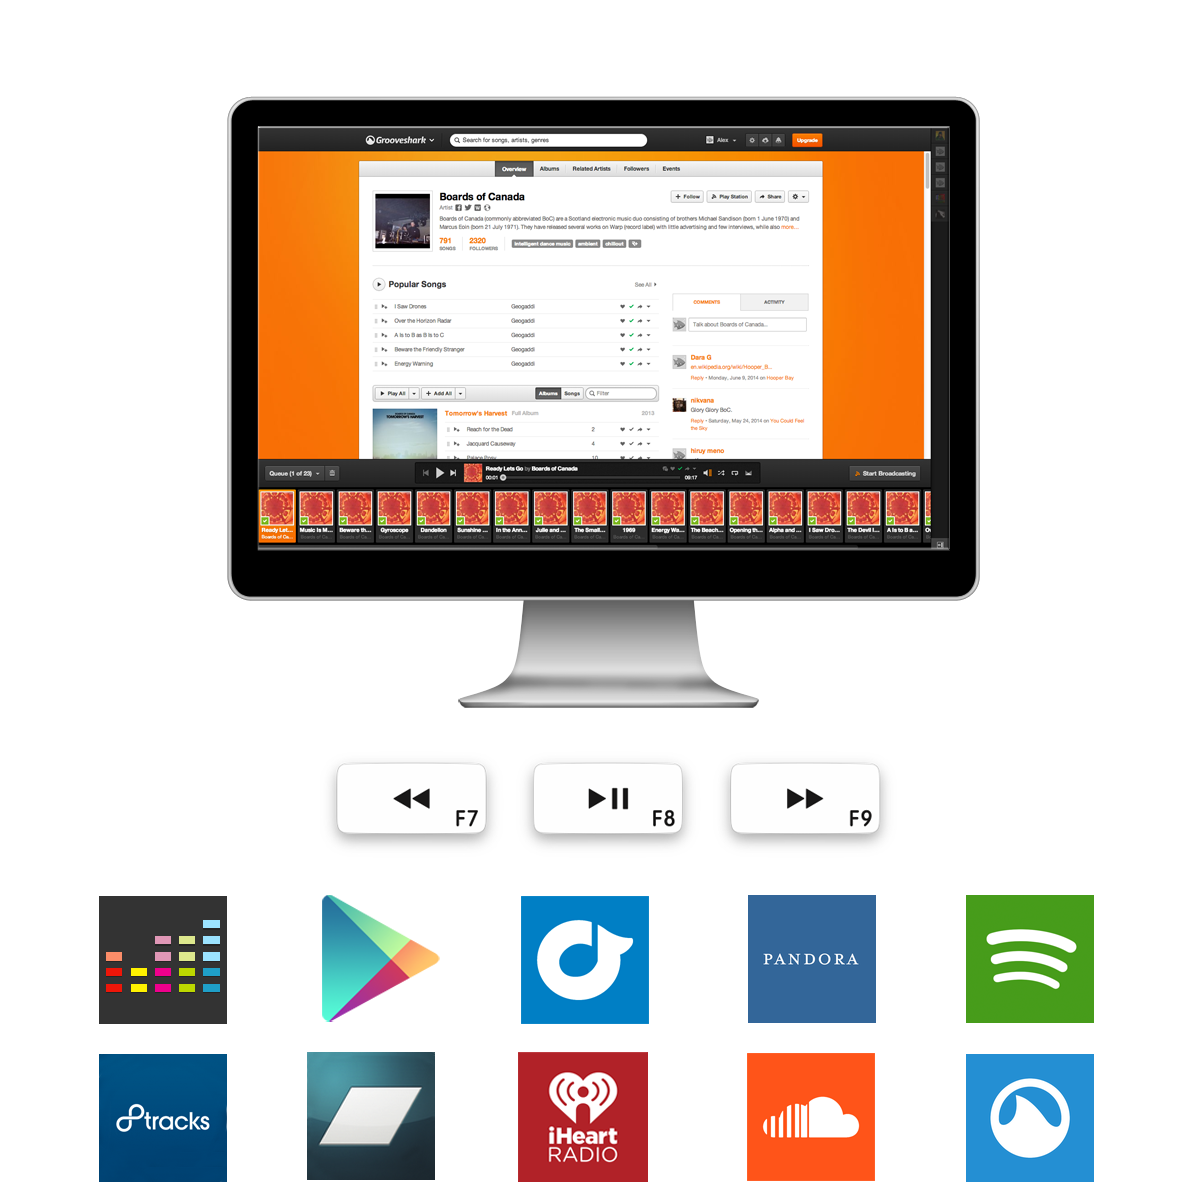 Grooveshark
Search for songs, artists, genres
Alex
Upgrade
Overview
Albums
Related Artists
Followers
Events
Boards of Canada
Follow
Play Station
Share
Artist
Boards of Canada (commonly abbreviated BoC) are a Scotland electronic music duo consisting of brothers Michael Sandison (born 1 June 1970) and
Marcus Eoin (born 21 July 1971). They have released several works on Warp (record label) with little advertising and few interviews, while also more...
791
SONGS
2320
FOLLOWERS
intelligent dance music
ambient
chillout
Popular Songs
See All
I Saw Drones Geogaddi
Over the Horizon Radar Geogaddi
A Is to B as B Is to C Geogaddi
Beware the Friendly Stranger Geogaddi
Energy Warning Geogaddi
COMMENTS
ACTIVITY
Talk about Boards of Canada...
Dara G
en.wikipedia.org/wiki/Hooper_B...
Reply • Monday, June 9, 2014 on Hooper Bay
nikvana
Glory Glory BoC.
Reply • Saturday, May 24, 2014 on You Could Feel
the Sky
hiruy meno
Play All
Add All
Albums
Songs
Filter
TOMORROW'S HARVEST
Tomorrow's Harvest Full Album 2013
Reach for the Dead 2
Jacquard Causeway 4
Palace Posy 10
Queue (1 of 23)
Ready Lets Go by Boards of Canada
00:01
Start Broadcasting
Ready Let...
Music Is M...
Beware th...
Gyroscope
Dandelion
Sunshine ...
In the Ann...
Julie and ...
The Small...
1969
Energy Wa...
The Beach...
Opening th...
Alpha and ...
I Saw Dro...
The Devil I...
A Is to B a...
Boards of Ca...
F7
F8
F9
PANDORA
8tracks
iHeart
RADIO